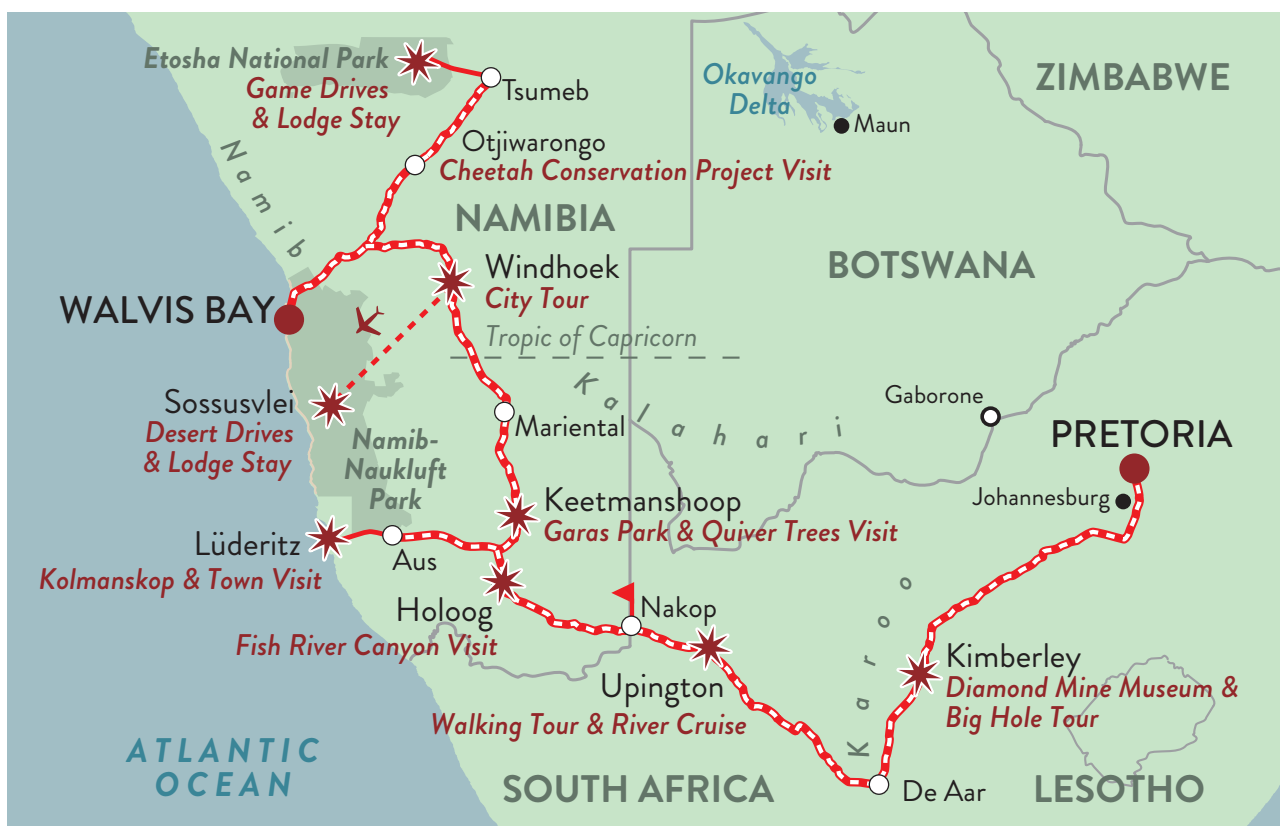 Etosha National Park
Game Drives
& Lodge Stay
Tsumeb
Okavango
Delta
Maun
ZIMBABWE
Otjiwarongo
Cheetah Conservation Project Visit
Namib
NAMIBIA
BOTSWANA
Windhoek
City Tour
WALVIS BAY
Tropic of Capricorn
Kalahari
Sossusvlei
Desert Drives
& Lodge Stay
Mariental
Namib-
Naukluft
Park
Gaborone
PRETORIA
Johannesburg
Keetmanshoop
Garas Park & Quiver Trees Visit
Lüderitz
Kolmanskop & Town Visit
Aus
Holoog
Fish River Canyon Visit
Nakop
Upington
Walking Tour & River Cruise
Karoo
Kimberley
Diamond Mine Museum &
Big Hole Tour
ATLANTIC
OCEAN
SOUTH AFRICA
De Aar
LESOTHO